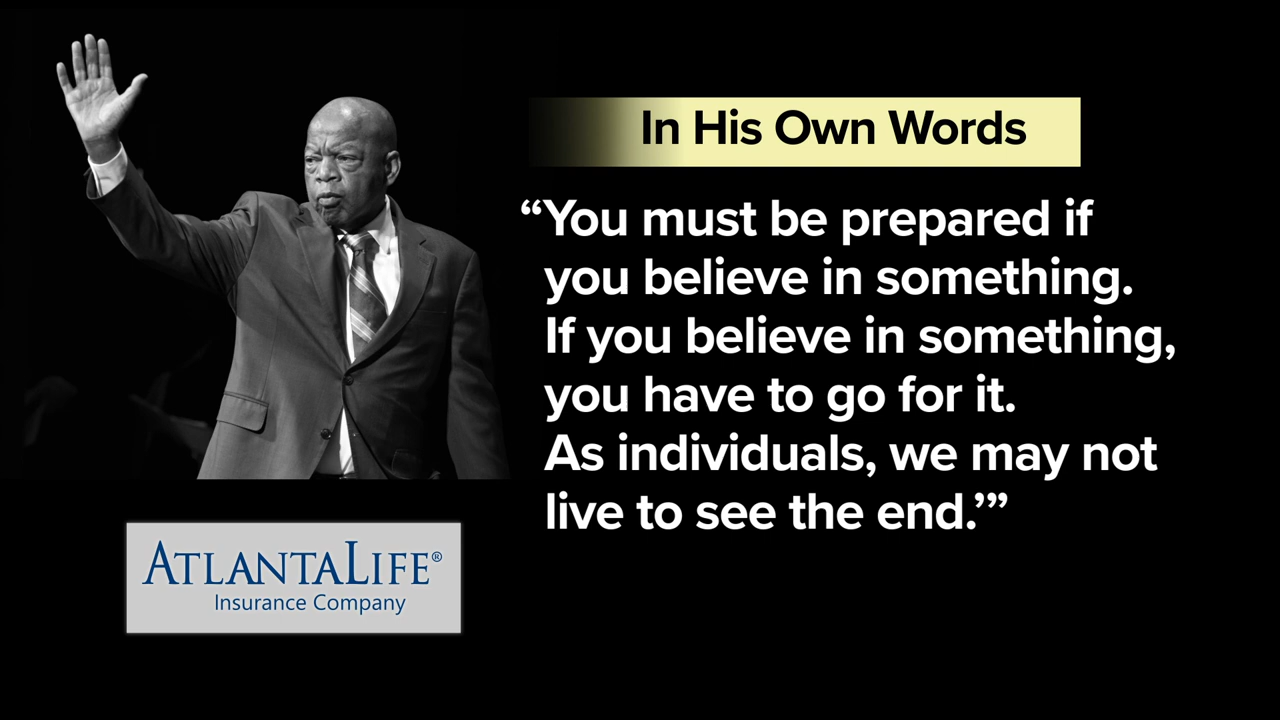 In His Own Words
“You must be prepared if
you believe in something.
If you believe in something,
you have to go for it.
As individuals, we may not
live to see the end.’”
ATLANTALIFE®
Insurance Company